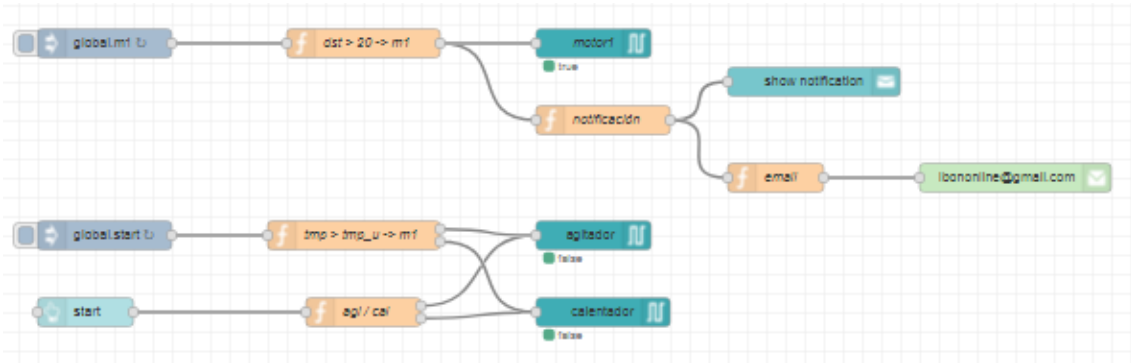 global.m1 ↻
dst > 20 -> m1
motor1
true
show notification
notificación
email
ibononline@gmail.com
global.start ↻
tmp > tmp_u -> m1
agitador
false
start
agi / cal
calentador
false